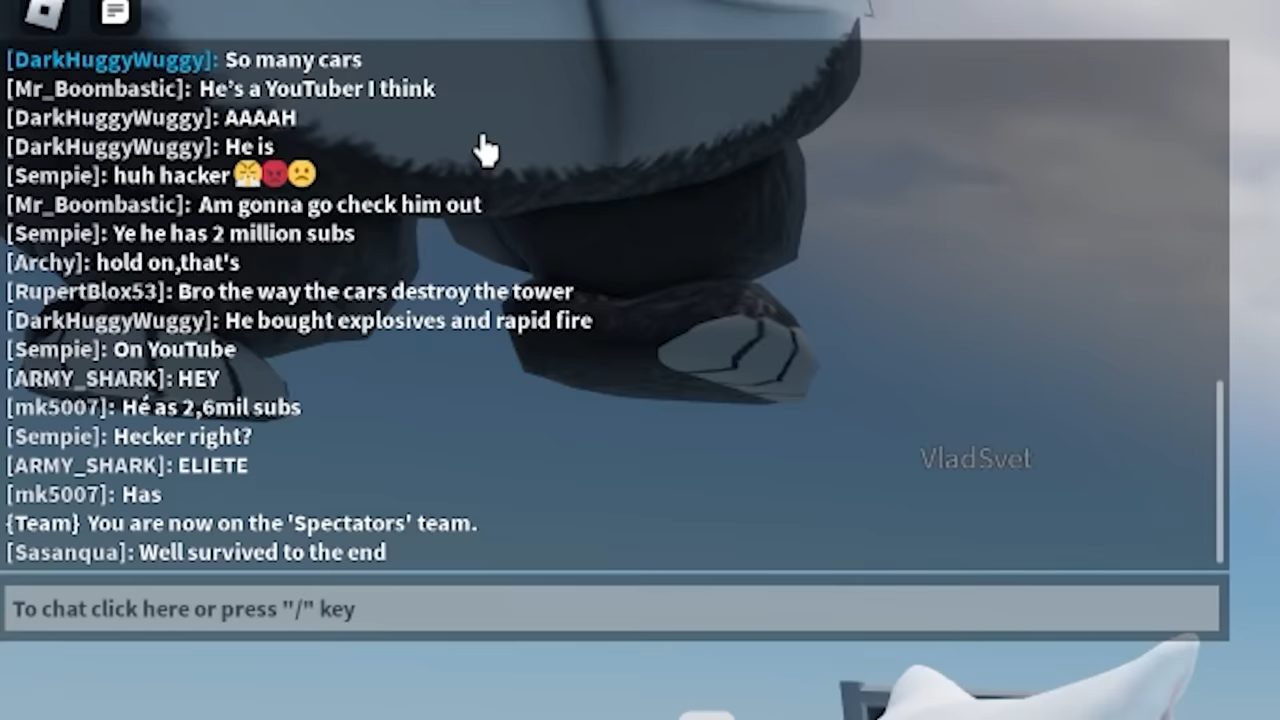 [DarkHuggyWuggy]: So many cars
[Mr_Boombastic]: He's a YouTuber I think
[DarkHuggyWuggy]: AAAAH
[DarkHuggyWuggy]: He is
[Sempie]: huh hacker 😤😡🙁
[Mr_Boombastic]: Am gonna go check him out
[Sempie]: Ye he has 2 million subs
[Archy]: hold on,that's
[RupertBlox53]: Bro the way the cars destroy the tower
[DarkHuggyWuggy]: He bought explosives and rapid fire
[Sempie]: On YouTube
[ARMY_SHARK]: HEY
[mk5007]: Hé as 2,6mil subs
[Sempie]: Hecker right?
[ARMY_SHARK]: ELIETE
VladSvet
[mk5007]: Has
{Team} You are now on the 'Spectators' team.
[Sasanqua]: Well survived to the end
To chat click here or press "/" key